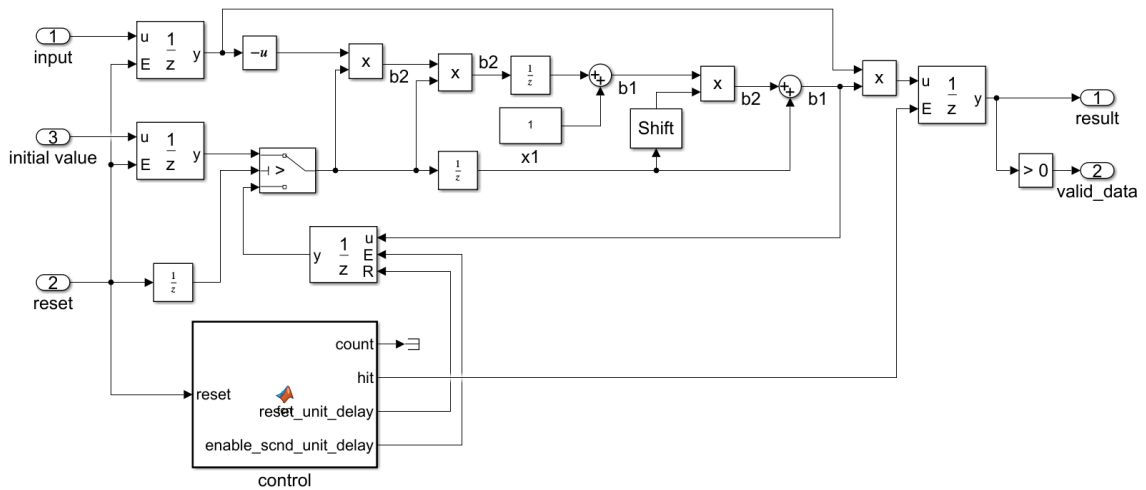 1
input
u
E
1
z
y
-u
x
b2
x
b2
1
z
+
+
b1
1
x1
x
b2
Shift
+
+
b1
x
u
E
1
z
y
1
result
> 0
2
valid_data
3
initial value
u
E
1
z
y
>
1
z
y
1
z
u
E
R
2
reset
1
z
reset
count
hit
reset_unit_delay
enable_scnd_unit_delay
control